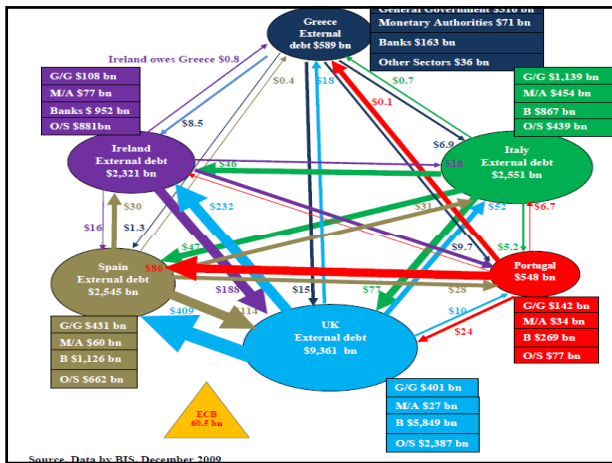 Greece
External
debt $589 bn
General Government $316 bn
Monetary Authorities $71 bn
Banks $163 bn
Other Sectors $36 bn
Ireland owes Greece $0.8
$0.4
$18
$0.7
$0.1
G/G $108 bn
M/A $77 bn
Banks $ 952 bn
O/S $881bn
G/G $1,139 bn
M/A $454 bn
B $867 bn
O/S $439 bn
$8.5
$6.9
Ireland
External debt
2,321 bn
$46
$18
Italy
External debt
$2,551 bn
$30
$232
$31
$52
$6.7
$16
$1.3
$47
$9.7
$5.2
Spain
External debt
$2,545 bn
$86
Portugal
$548 bn
$188
$15
$77
$28
$409
$114
$10
$24
UK
External debt
$9,361 bn
G/G $431 bn
M/A $60 bn
B $1,126 bn
O/S $662 bn
G/G $142 bn
M/A $34 bn
B $269 bn
O/S $77 bn
ECB
60.5 bn
G/G $401 bn
M/A $27 bn
B $5,849 bn
O/S $2,387 bn
Source. Data by BIS, December 2009